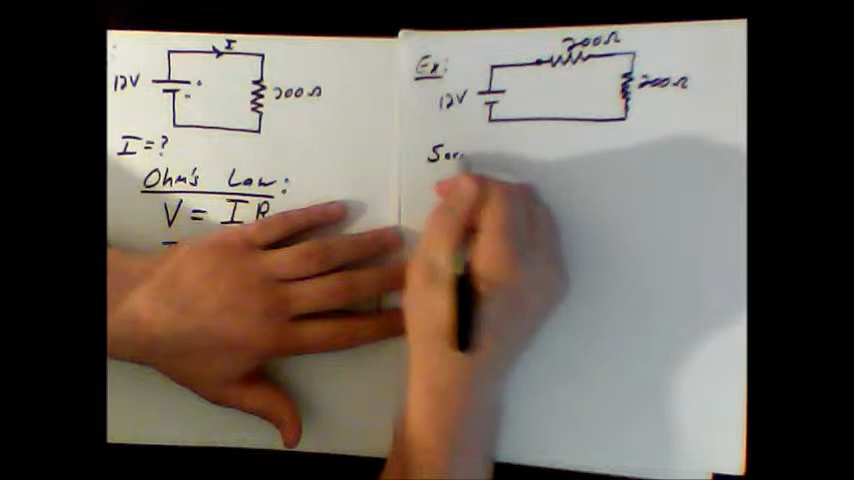 I
12V
200Ω
+
-
I = ?
Ohm's Law:
V = I R
Ex:
200Ω
12V
200Ω